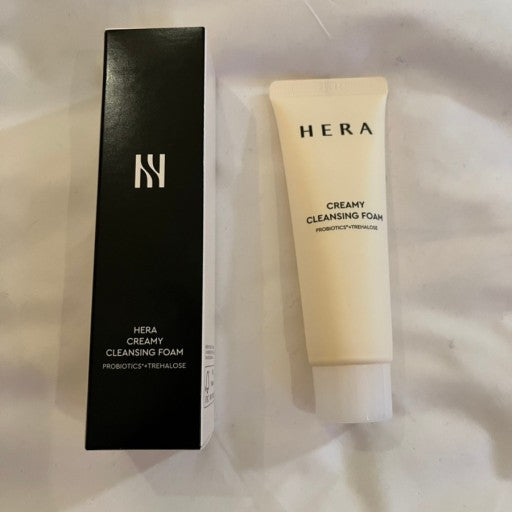 HERA
CREAMY
CLEANSING FOAM
PROBIOTICS*+TREHALOSE
HERA
CREAMY
CLEANSING FOAM
PROBIOTICS*+TREHALOSE